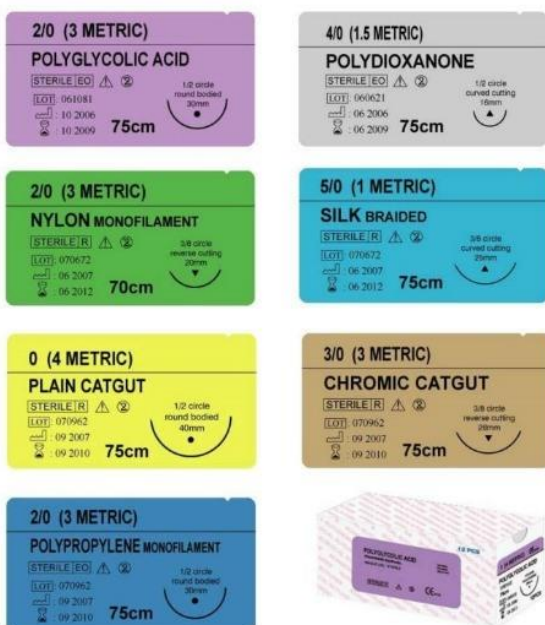 2/0 (3 METRIC)
POLYGLYCOLIC ACID
STERILE EO
1/2 circle
round bodied
30mm
LOT: 061081
: 10 2006
: 10 2009
75cm
4/0 (1.5 METRIC)
POLYDIOXANONE
STERILE EO
1/2 circle
curved cutting
16mm
LOT: 060621
: 06 2006
: 06 2009
75cm
2/0 (3 METRIC)
NYLON MONOFILAMENT
STERILE R
3/8 circle
reverse cutting
20mm
LOT: 070672
: 06 2007
: 06 2012
70cm
5/0 (1 METRIC)
SILK BRAIDED
STERILE R
3/8 circle
curved cutting
25mm
LOT: 070672
: 06 2007
: 06 2012
75cm
0 (4 METRIC)
PLAIN CATGUT
STERILE R
1/2 circle
round bodied
40mm
LOT: 070962
: 09 2007
: 09 2010
75cm
3/0 (3 METRIC)
CHROMIC CATGUT
STERILE R
3/8 circle
reverse cutting
28mm
LOT: 070962
: 09 2007
: 09 2010
75cm
2/0 (3 METRIC)
POLYPROPYLENE MONOFILAMENT
STERILE EO
1/2 circle
round bodied
30mm
LOT: 070962
: 09 2007
: 09 2010
75cm
12 PCS
POLYGLYCOLIC ACID
CE
POLYGLYCOLIC ACID